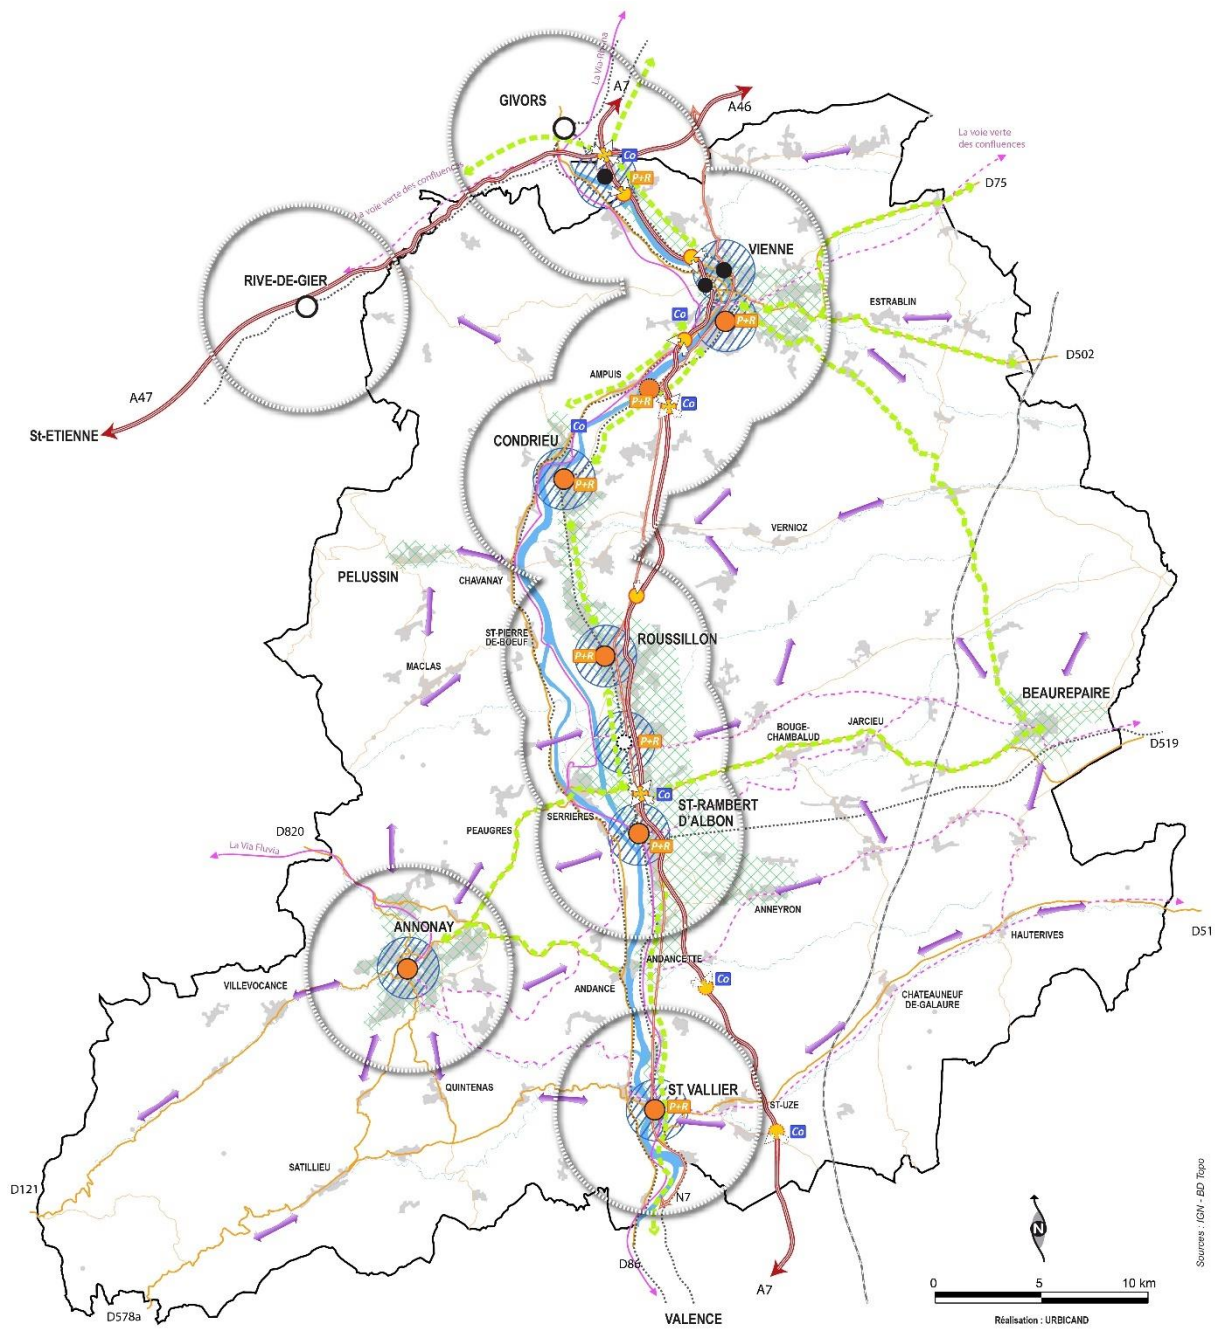 La Via Rhona
A7
A46
GIVORS
Co
P+R
La voie verte
des confluences
D75
La voie verte des confluences
VIENNE
RIVE-DE-GIER
ESTRABLIN
Co
P+R
D502
A47
AMPUIS
P+R
Co
St-ETIENNE
CONDRIEU
Co
P+R
VERNIOZ
PELUSSIN
CHAVANAY
ST-PIERRE
DE-BOEUF
ROUSSILLON
P+R
MACLAS
BEAUREPAIRE
BOUGE-
CHAMBALUD
JARCIEU
P+R
D519
Co
ST-RAMBERT
D'ALBON
SERRIÈRES
PEAUGRES
D820
P+R
La Via Fluvia
ANNEYRON
ANNONAY
HAUTERIVES
D51
ANDANCETTE
Co
VILLEVOCANCE
ANDANCE
CHATEAUNEUF
DE-GALAURE
QUINTENAS
ST VALLIER
P+R
ST-UZE
Co
SATILLIEU
D121
N7
D86
D578a
A7
VALENCE
N
0 5 10 km
Réalisation : URBICAND
Sources : IGN - BD Topo